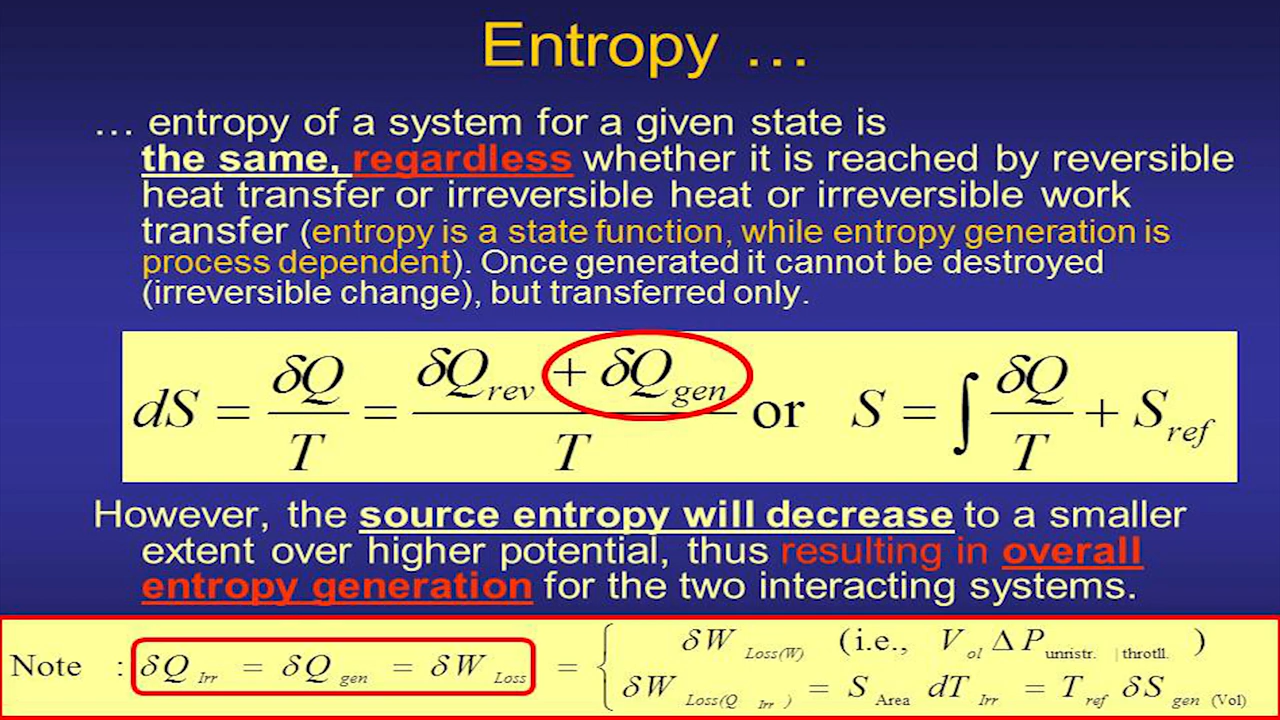 Entropy …
… entropy of a system for a given state is
the same, regardless whether it is reached by reversible
heat transfer or irreversible heat or irreversible work
transfer (entropy is a state function, while entropy generation is
process dependent). Once generated it cannot be destroyed
(irreversible change), but transferred only.
dS = δQ / T = δQ_rev + δQ_gen / T or S = ∫ δQ / T + S_ref
However, the source entropy will decrease to a smaller
extent over higher potential, thus resulting in overall
entropy generation for the two interacting systems.
Note : δQ_Irr = δQ_gen = δW_Loss = { δW_Loss(W) (i.e., V_ol ΔP_unristr. | throtll. )
δW_Loss(Q_Irr) = S_Area dT_Irr = T_ref δS_gen (Vol)